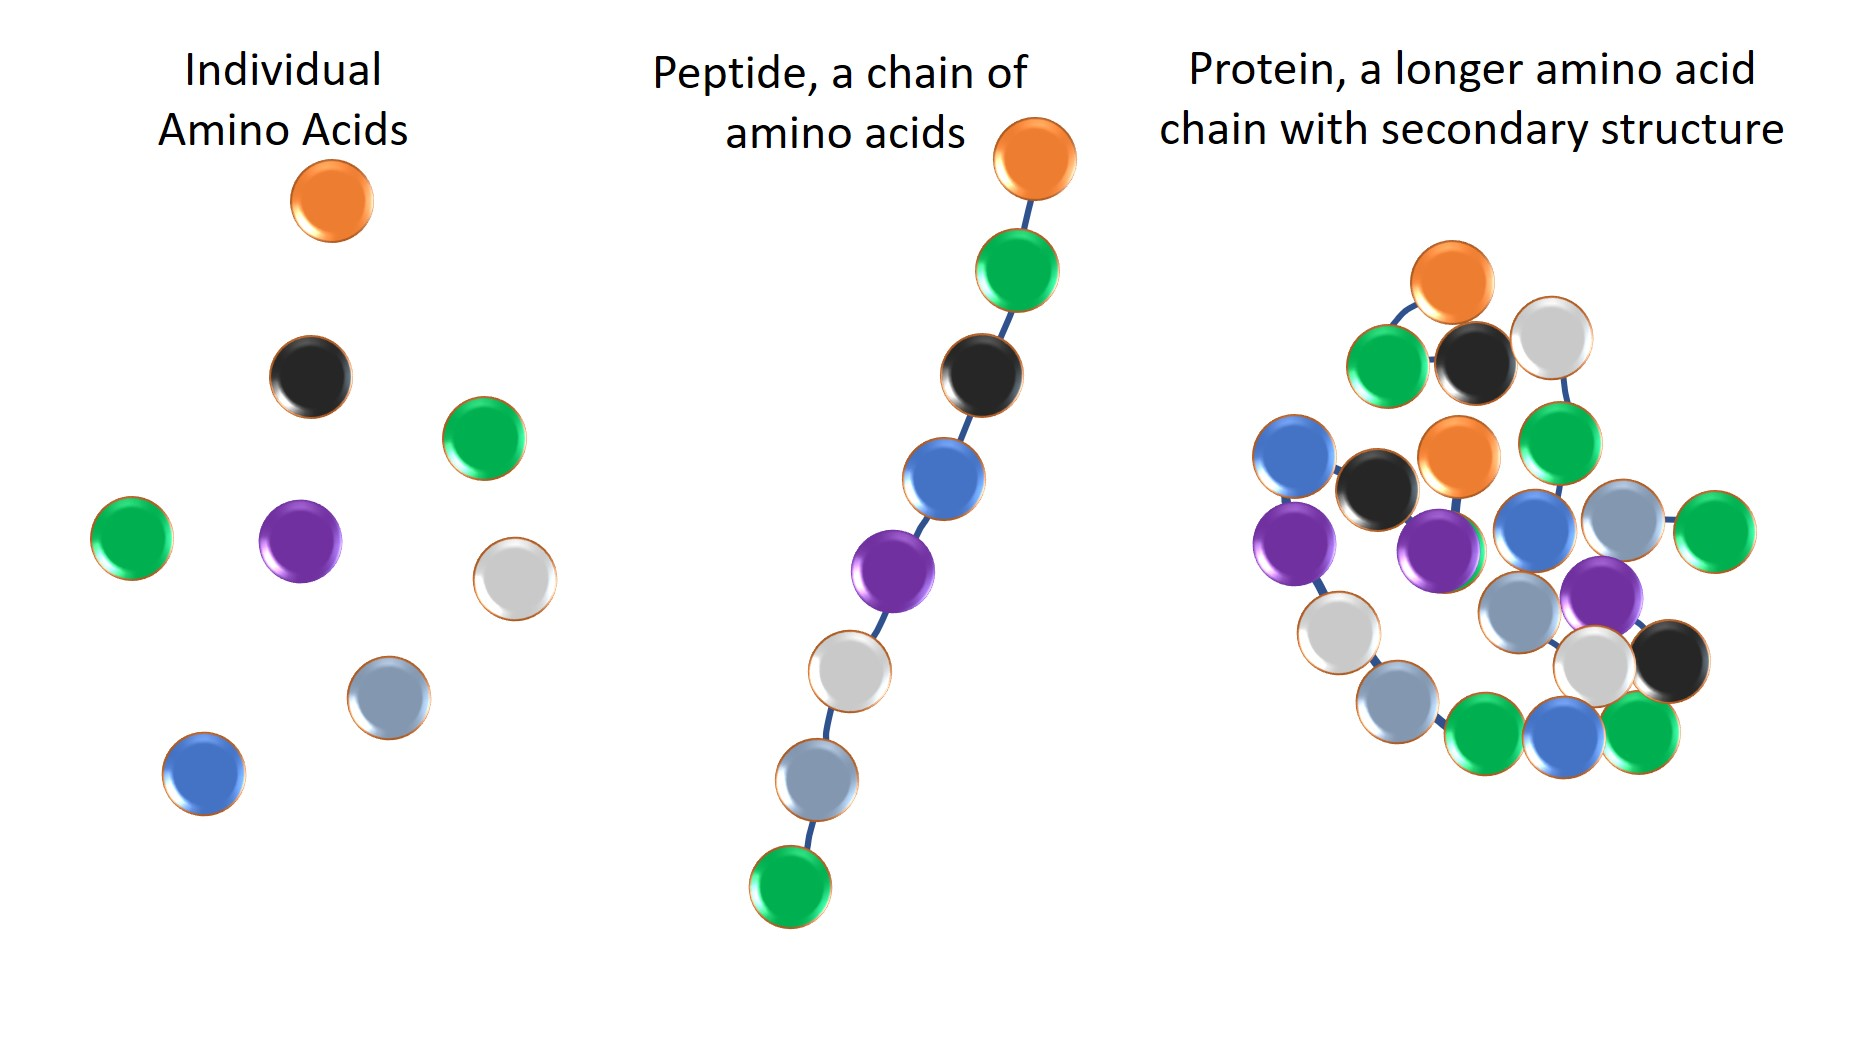 Individual
Amino Acids
Peptide, a chain of
amino acids
Protein, a longer amino acid
chain with secondary structure